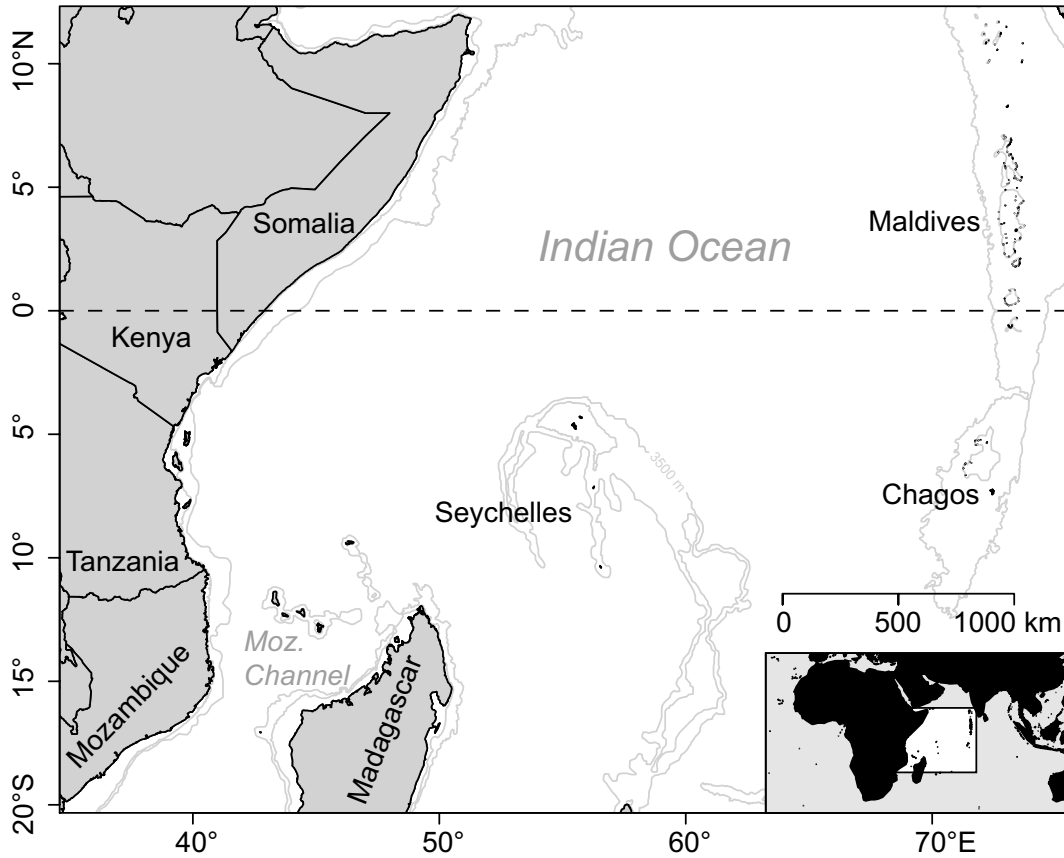 10°N
5°
0°
5°
10°
15°
20°S
Somalia
Maldives
Indian Ocean
Kenya
3500 m
Chagos
Seychelles
Tanzania
0 500 1000 km
Moz.
Channel
Mozambique
Madagascar
40° 50° 60° 70°E